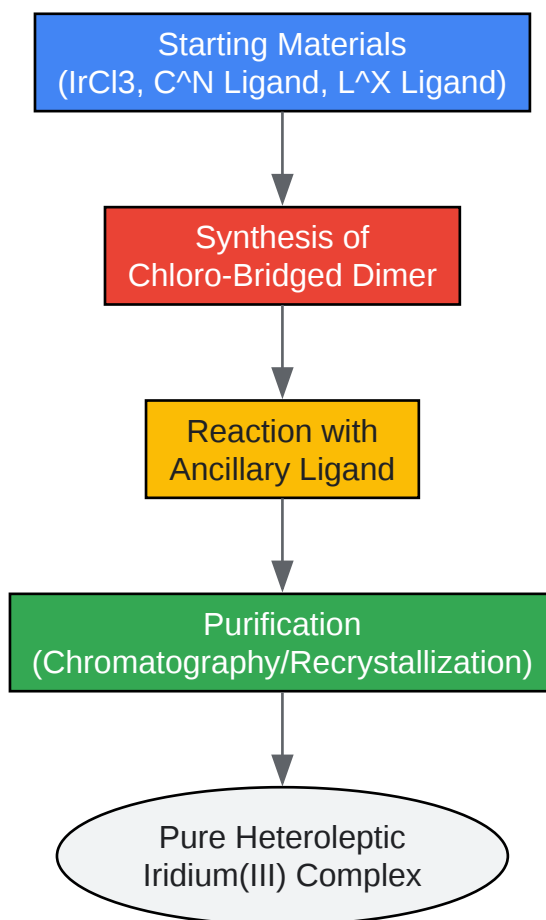 Starting Materials
(IrCl3, C^N Ligand, L^X Ligand)
Synthesis of
Chloro-Bridged Dimer
Reaction with
Ancillary Ligand
Purification
(Chromatography/Recrystallization)
Pure Heteroleptic
Iridium(III) Complex